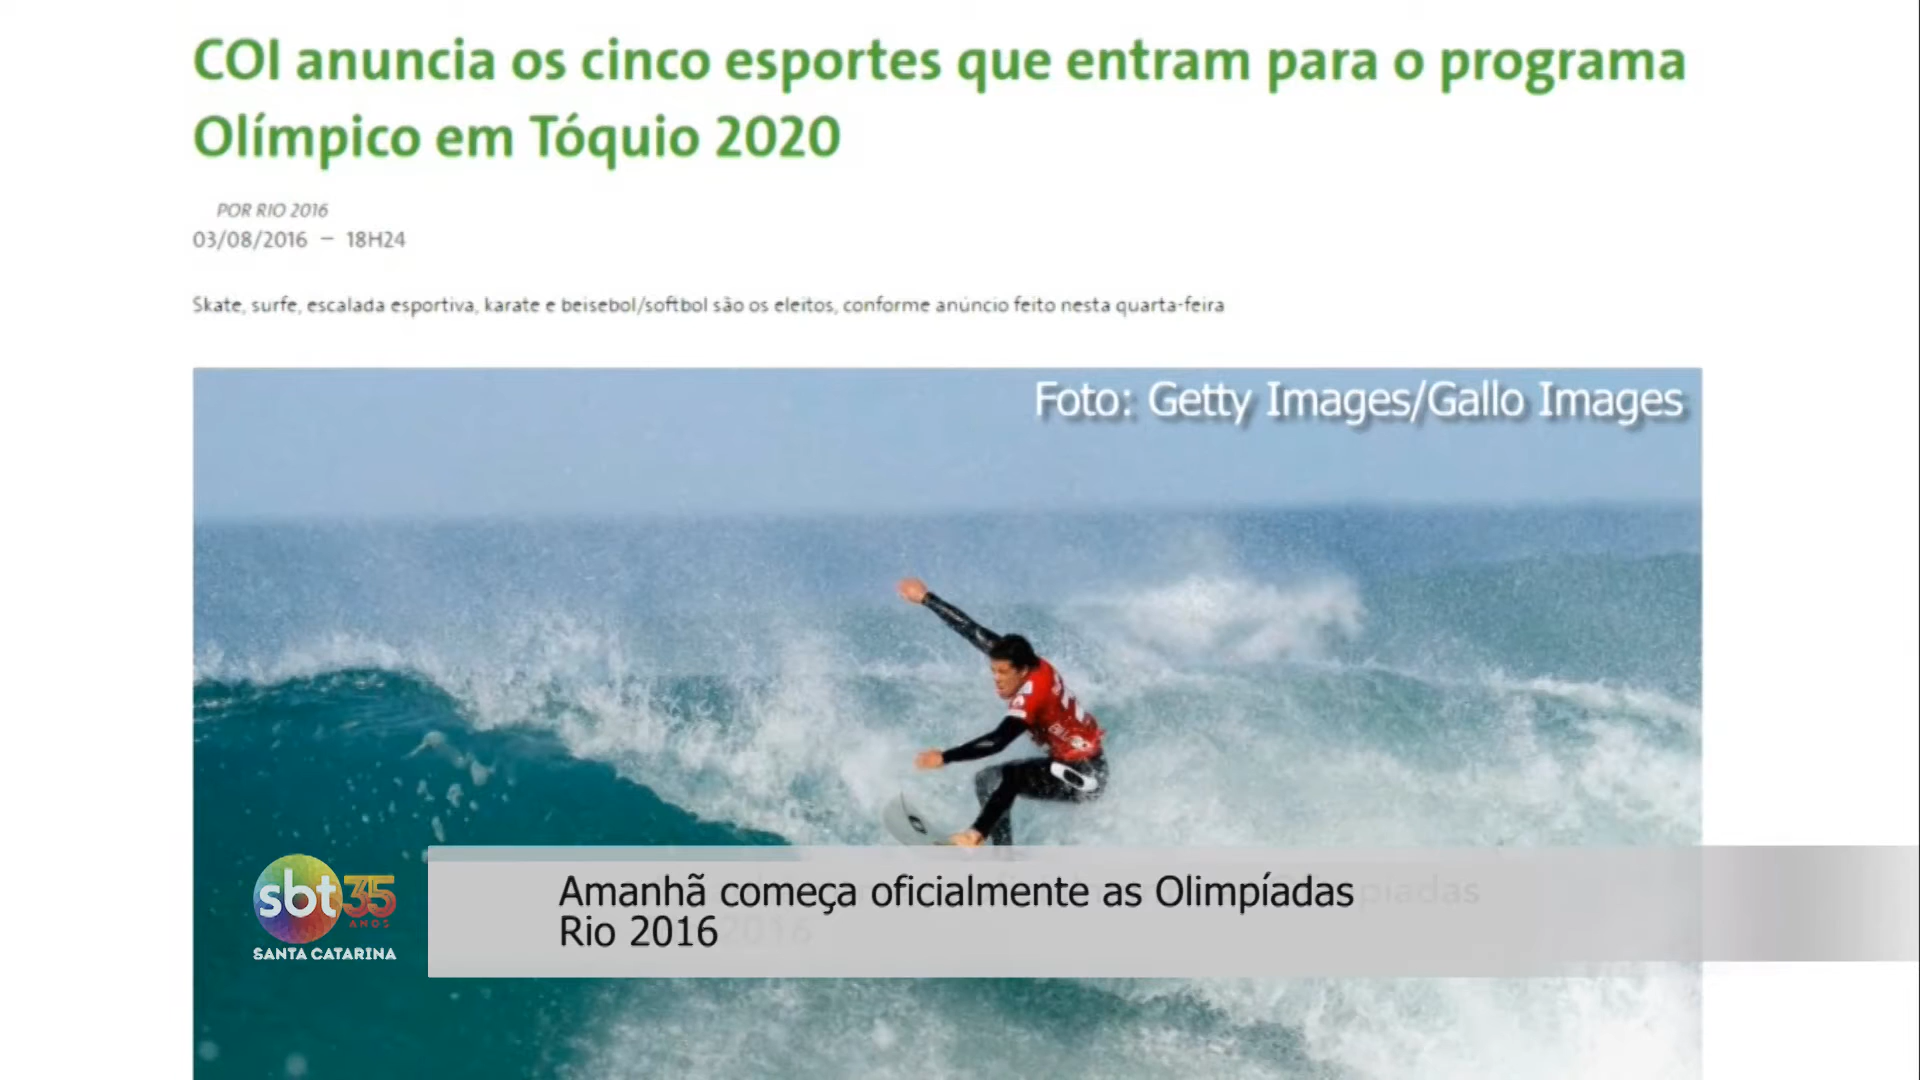 COI anuncia os cinco esportes que entram para o programa
Olímpico em Tóquio 2020
POR RIO 2016
03/08/2016 – 18H24
Skate, surfe, escalada esportiva, karate e beisebol/softbol são os eleitos, conforme anúncio feito nesta quarta-feira
Foto: Getty Images/Gallo Images
sbt 35
ANOS
SANTA CATARINA
Amanhã começa oficialmente as Olimpíadas
Rio 2016